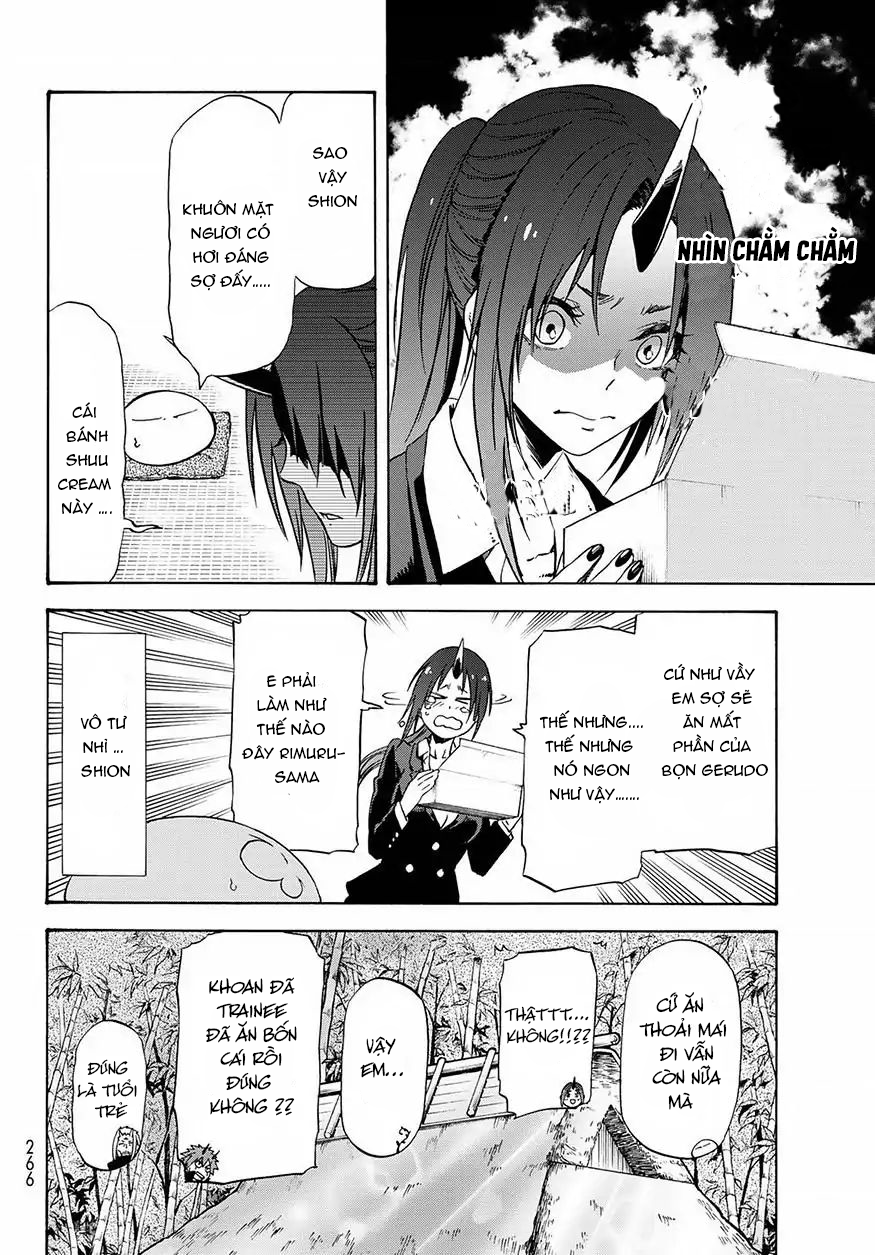 NHÌN CHẰM CHẰM
SAO
VẬY
SHION
KHUÔN MẶT
NGƯƠI CÓ
HƠI ĐÁNG
SỢ ĐẤY.....
CÁI
BÁNH
SHUU
CREAM
NÀY ....
CỨ NHƯ VẦY
EM SỢ SẼ
ĂN MẤT
PHẦN CỦA
BỌN GERUDO
THẾ NHƯNG....
THẾ NHƯNG
NÓ NGON
NHƯ VẬY.......
E PHẢI
LÀM NHƯ
THẾ NÀO
ĐÂY RIMURU-
SAMA
VÔ TƯ
NHỈ ...
SHION
CỨ ĂN
THOẢI MÁI
ĐI VẪN
CÒN NỮA
MÀ
THẬTTT....
KHÔNG!!??
VẬY
EM...
KHOAN ĐÃ
TRAINEE
ĐÃ ĂN BỐN
CÁI RỒI
ĐÚNG
KHÔNG ??
ĐÚNG
LÀ TUỔI
TRẺ
266